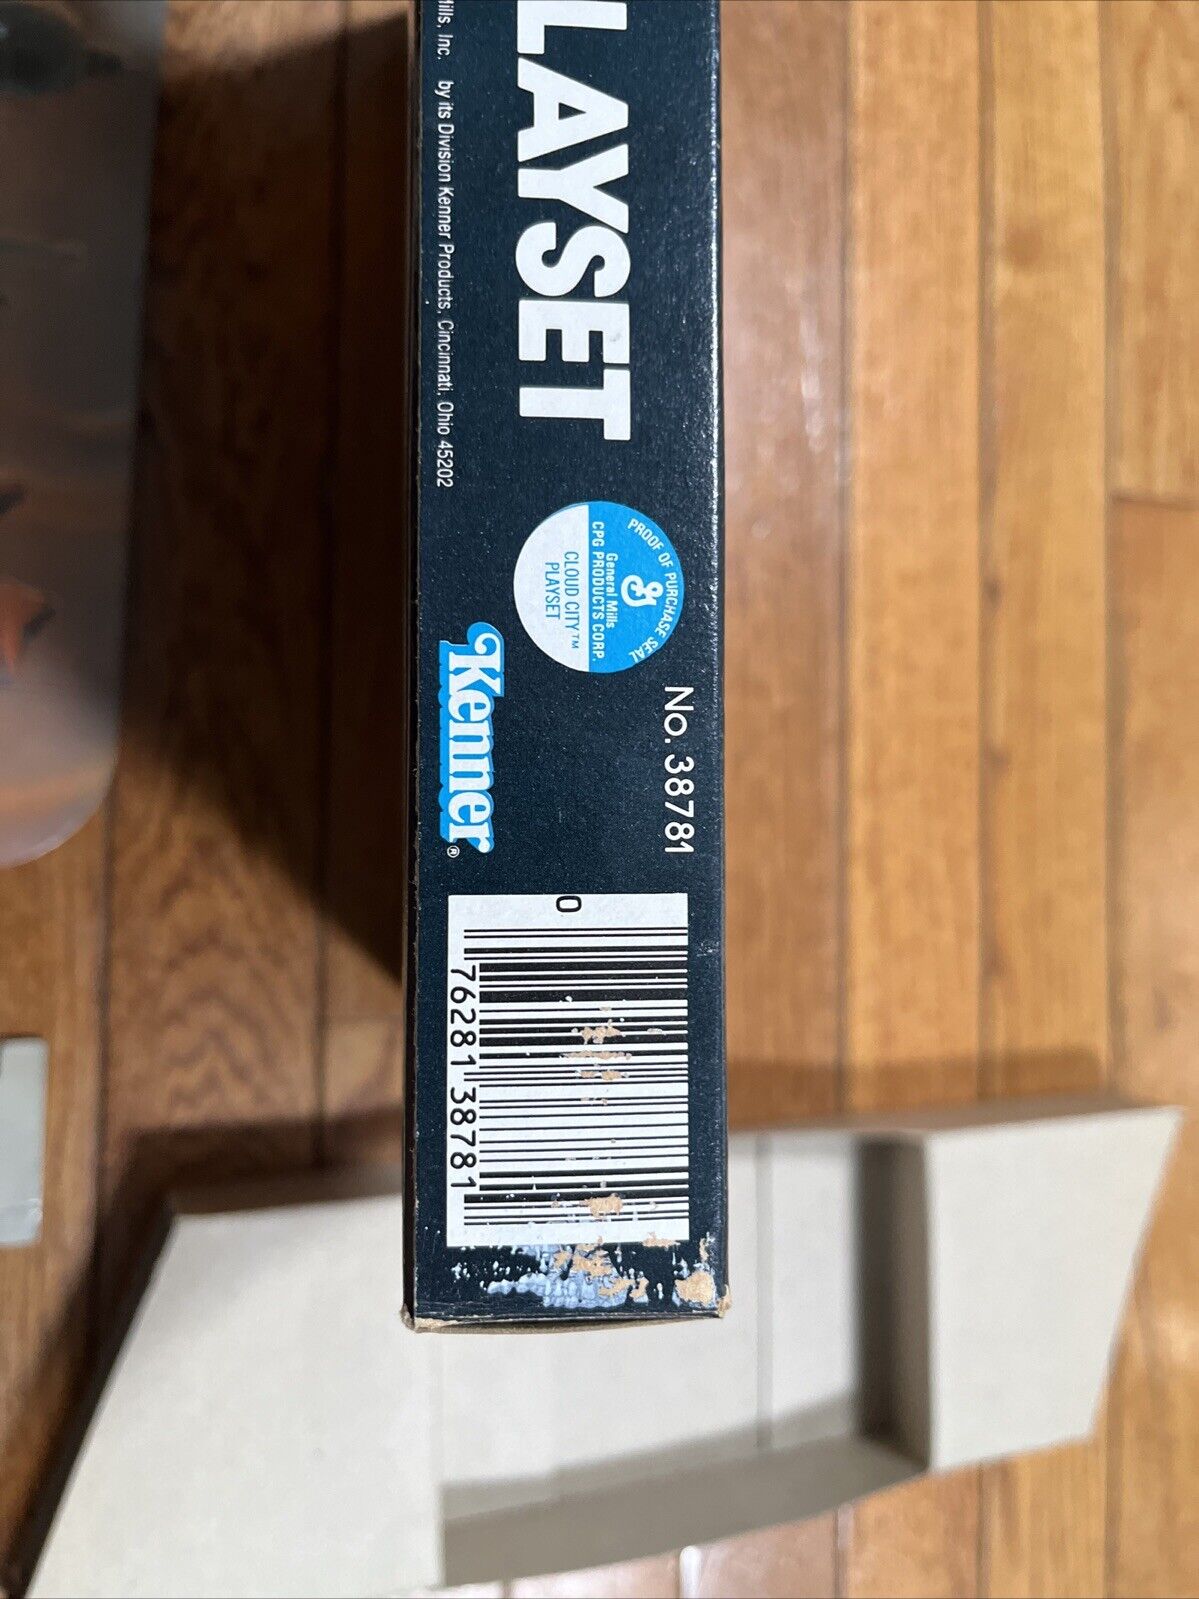 LAYSET
Mills, Inc. by its Division Kenner Products, Cincinnati, Ohio 45202
PROOF OF PURCHASE SEAL
G
General Mills
CPG PRODUCTS CORP.
CLOUD CITY™
PLAYSET
No. 38781
Kenner®
0
76281 38781